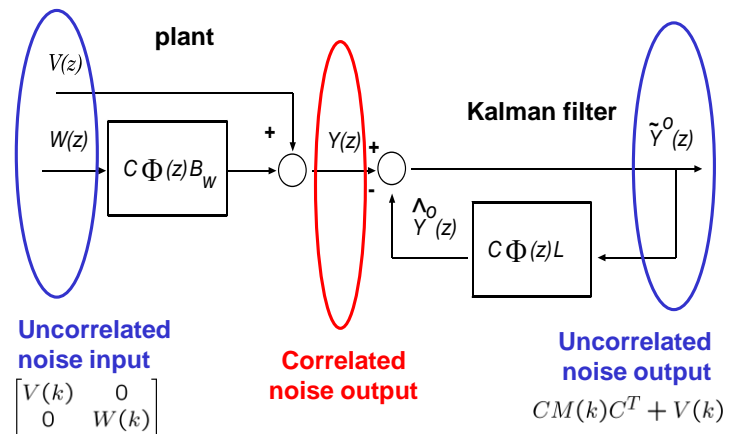 plant
V(z)
Kalman filter
+
W(z)
CΦ(z)B_W
Y(z)
+
-
Ỹ^o(z)
Ŷ^o(z)
CΦ(z)L
Uncorrelated
noise input
[V(k) 0
0 W(k)]
Correlated
noise output
Uncorrelated
noise output
CM(k)C^T + V(k)